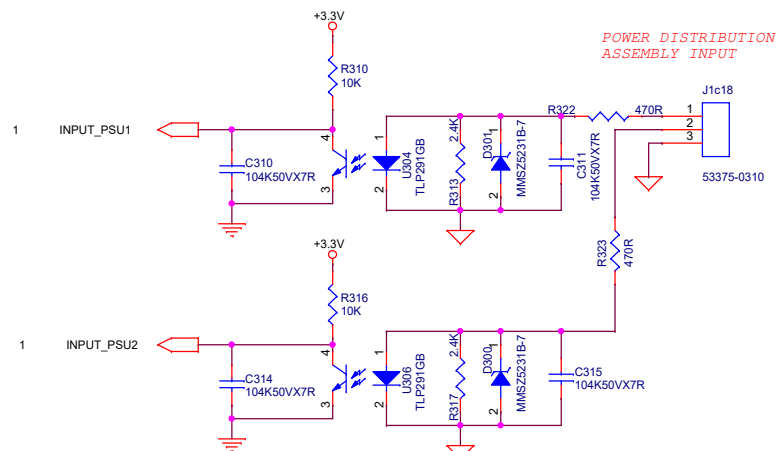 +3.3V
POWER DISTRIBUTION
ASSEMBLY INPUT
R310
10K
J1c18
R322
470R
1
2
3
53375-0310
1
INPUT_PSU1
4
3
C310
104K50VX7R
1
2
U304
TLP291GB
2.4K
R313
D301
1
2
MMSZ5231B-7
C311
104K50VX7R
+3.3V
R323
470R
R316
10K
1
INPUT_PSU2
4
3
C314
104K50VX7R
1
2
U306
TLP291GB
2.4K
R317
D300
1
2
MMSZ5231B-7
C315
104K50VX7R